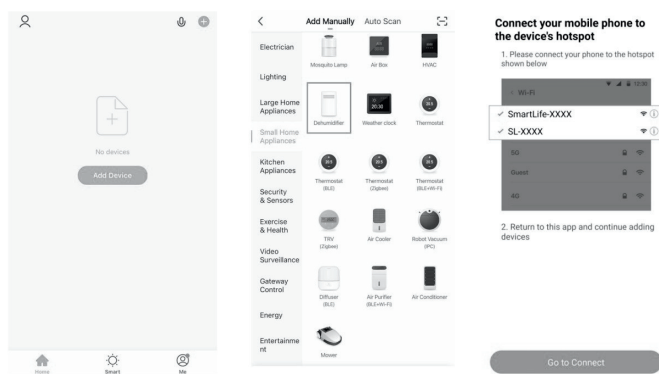 No devices
Add Device
Home
Smart
Me
Add Manually
Auto Scan
Electrician
Lighting
Large Home
Appliances
Small Home
Appliances
Kitchen
Appliances
Security
& Sensors
Exercise
& Health
Video
Surveillance
Gateway
Control
Energy
Entertainme
nt
Mosquito Lamp
Air Box
HVAC
Dehumidifier
Weather clock
Thermostat
Thermostat
(BLE)
Thermostat
(Zigbee)
Thermostat
(BLE+Wi-Fi)
TRV
(Zigbee)
Air Cooler
Robot Vacuum
(IPC)
Diffuser
(BLE)
Air Purifier
(BLE+Wi-Fi)
Air Conditioner
Mower
Connect your mobile phone to
the device's hotspot
1. Please connect your phone to the hotspot
shown below
Wi-Fi
SmartLife-XXXX
SL-XXXX
5G
Guest
4G
2. Return to this app and continue adding
devices
Go to Connect